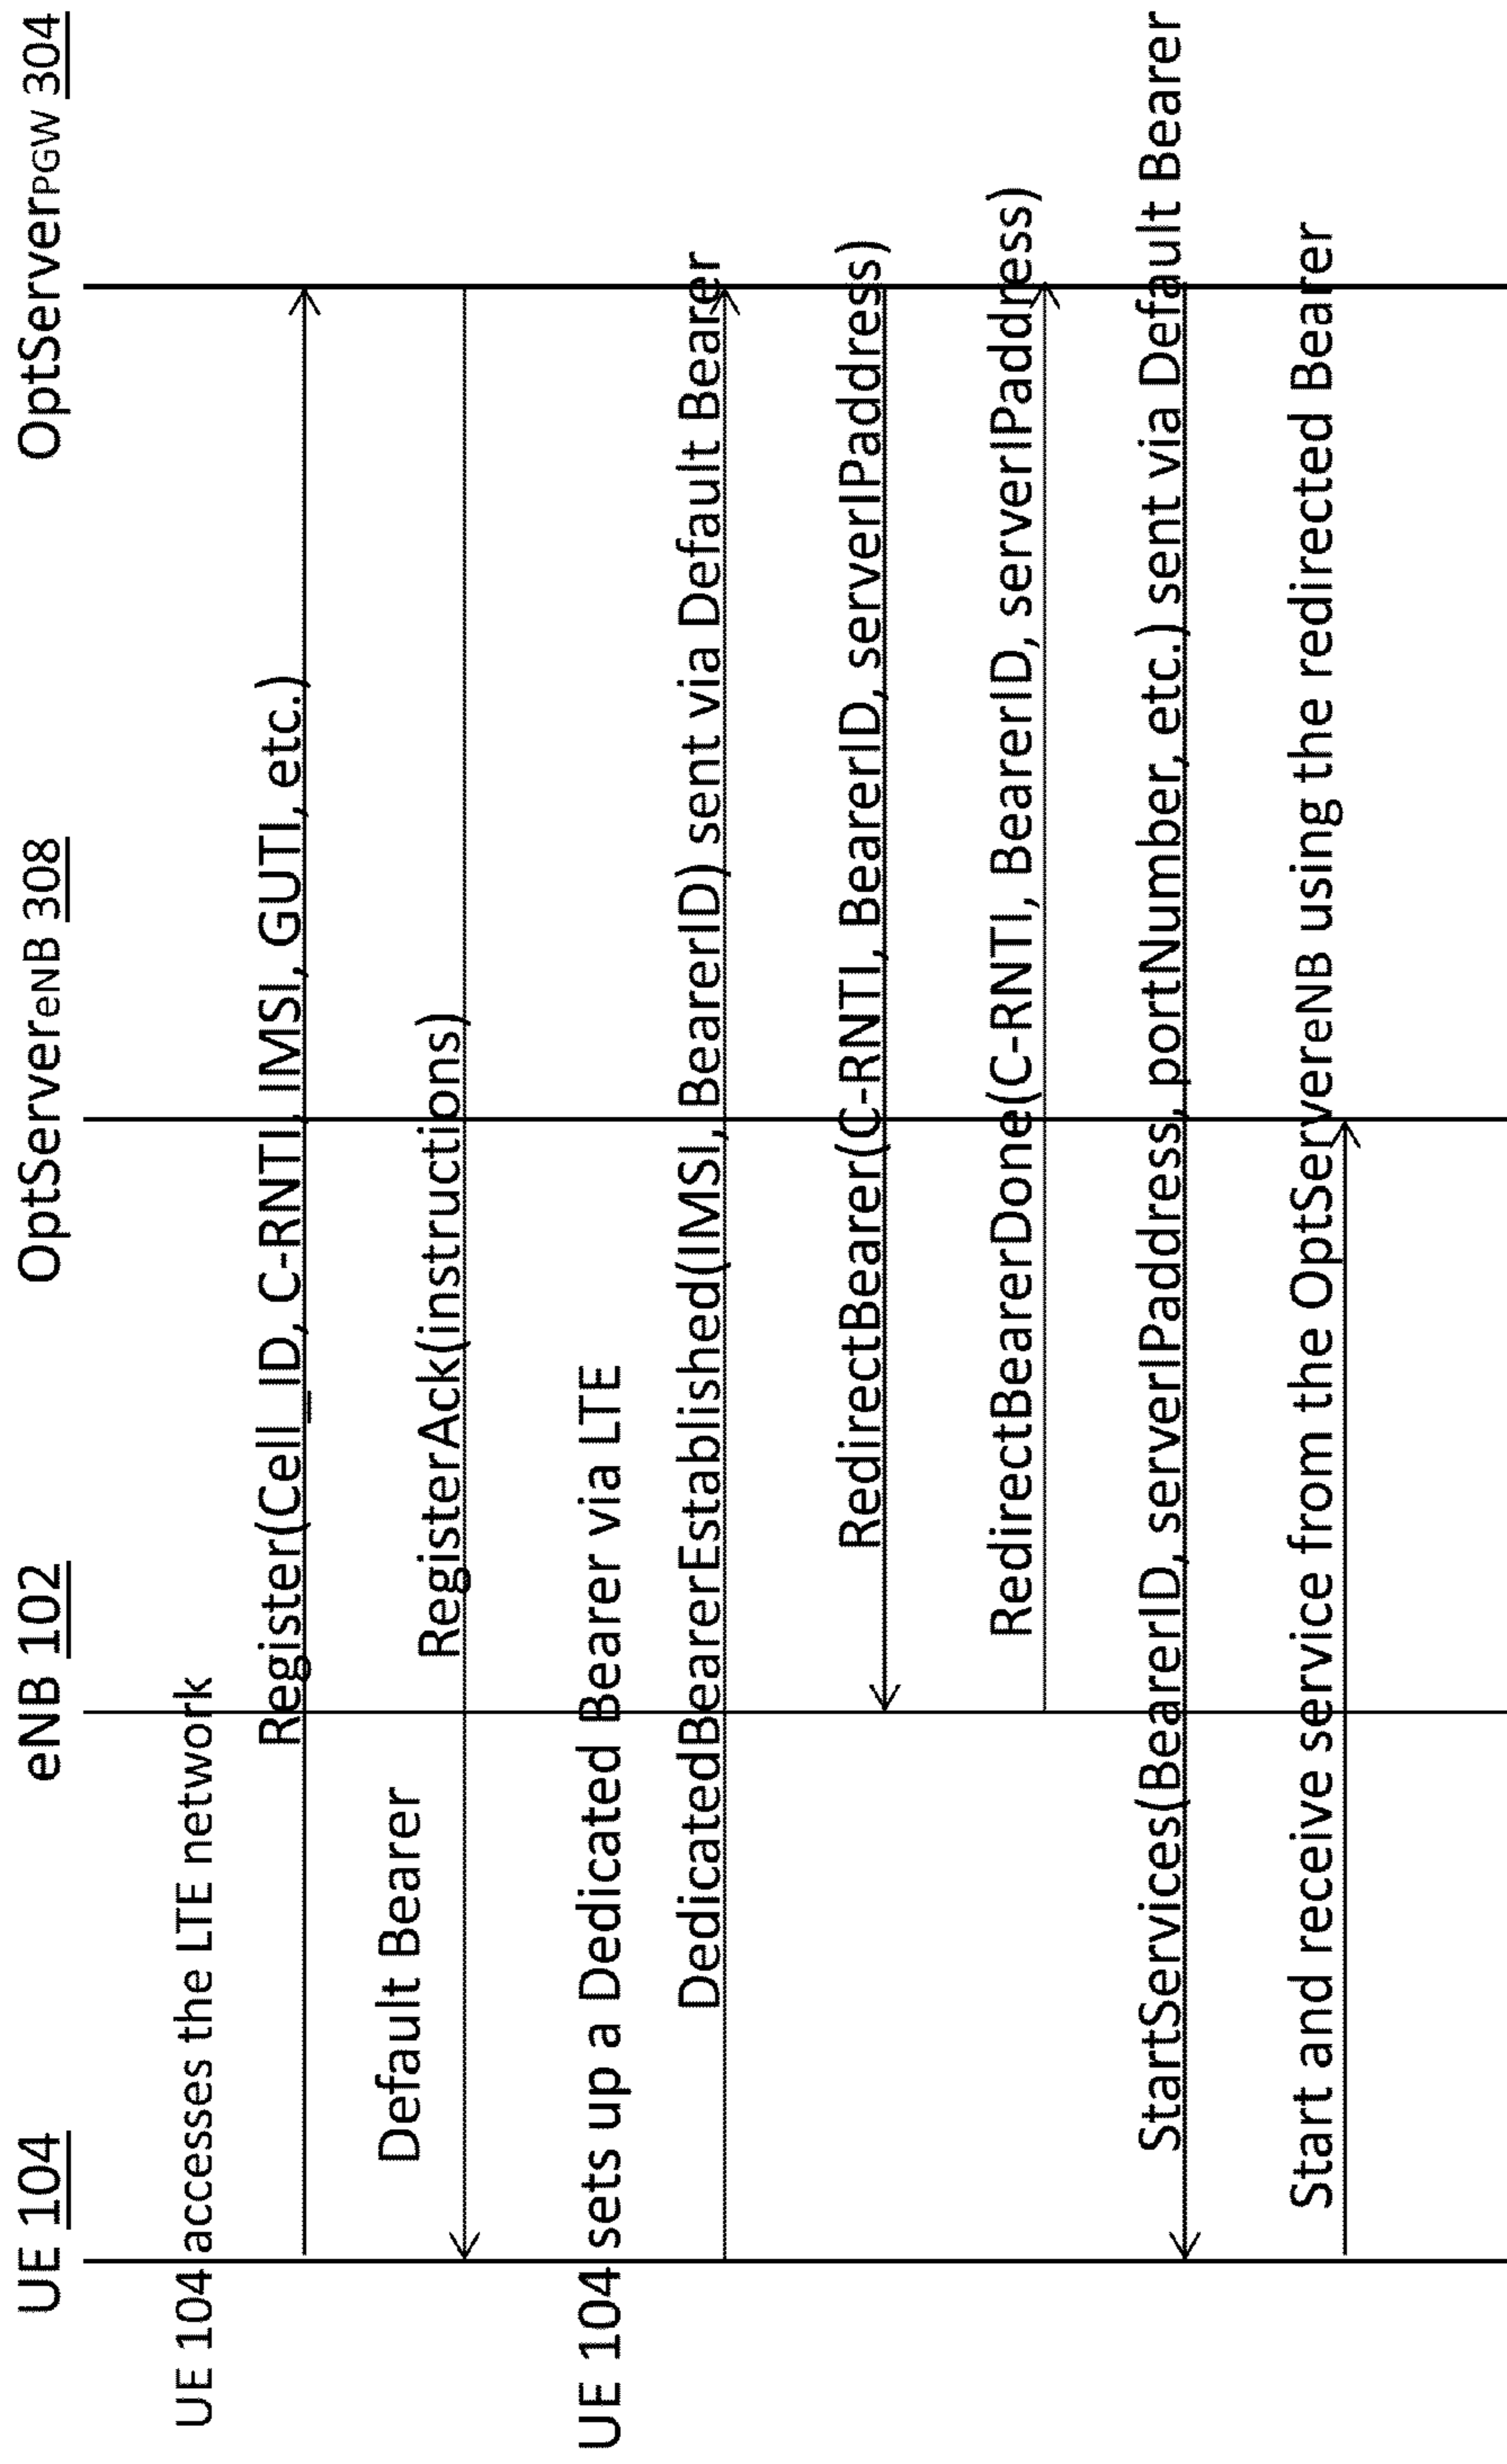 UE 104
eNB 102
OptServereNB 308
OptServerPGW 304
UE 104 accesses the LTE network
Register(Cell_ID, C-RNTI, IMSI, GUTI, etc.)
Default Bearer
RegisterAck(instructions)
UE 104 sets up a Dedicated Bearer via LTE
DedicatedBearerEstablished(IMSI, BearerID) sent via Default Bearer
RedirectBearer(C-RNTI, BearerID, serverIPaddress)
RedirectBearerDone(C-RNTI, BearerID, serverIPaddress)
StartServices(BearerID, serverIPaddress, portNumber, etc.) sent via Default Bearer
Start and receive service from the OptServereNB using the redirected Bearer